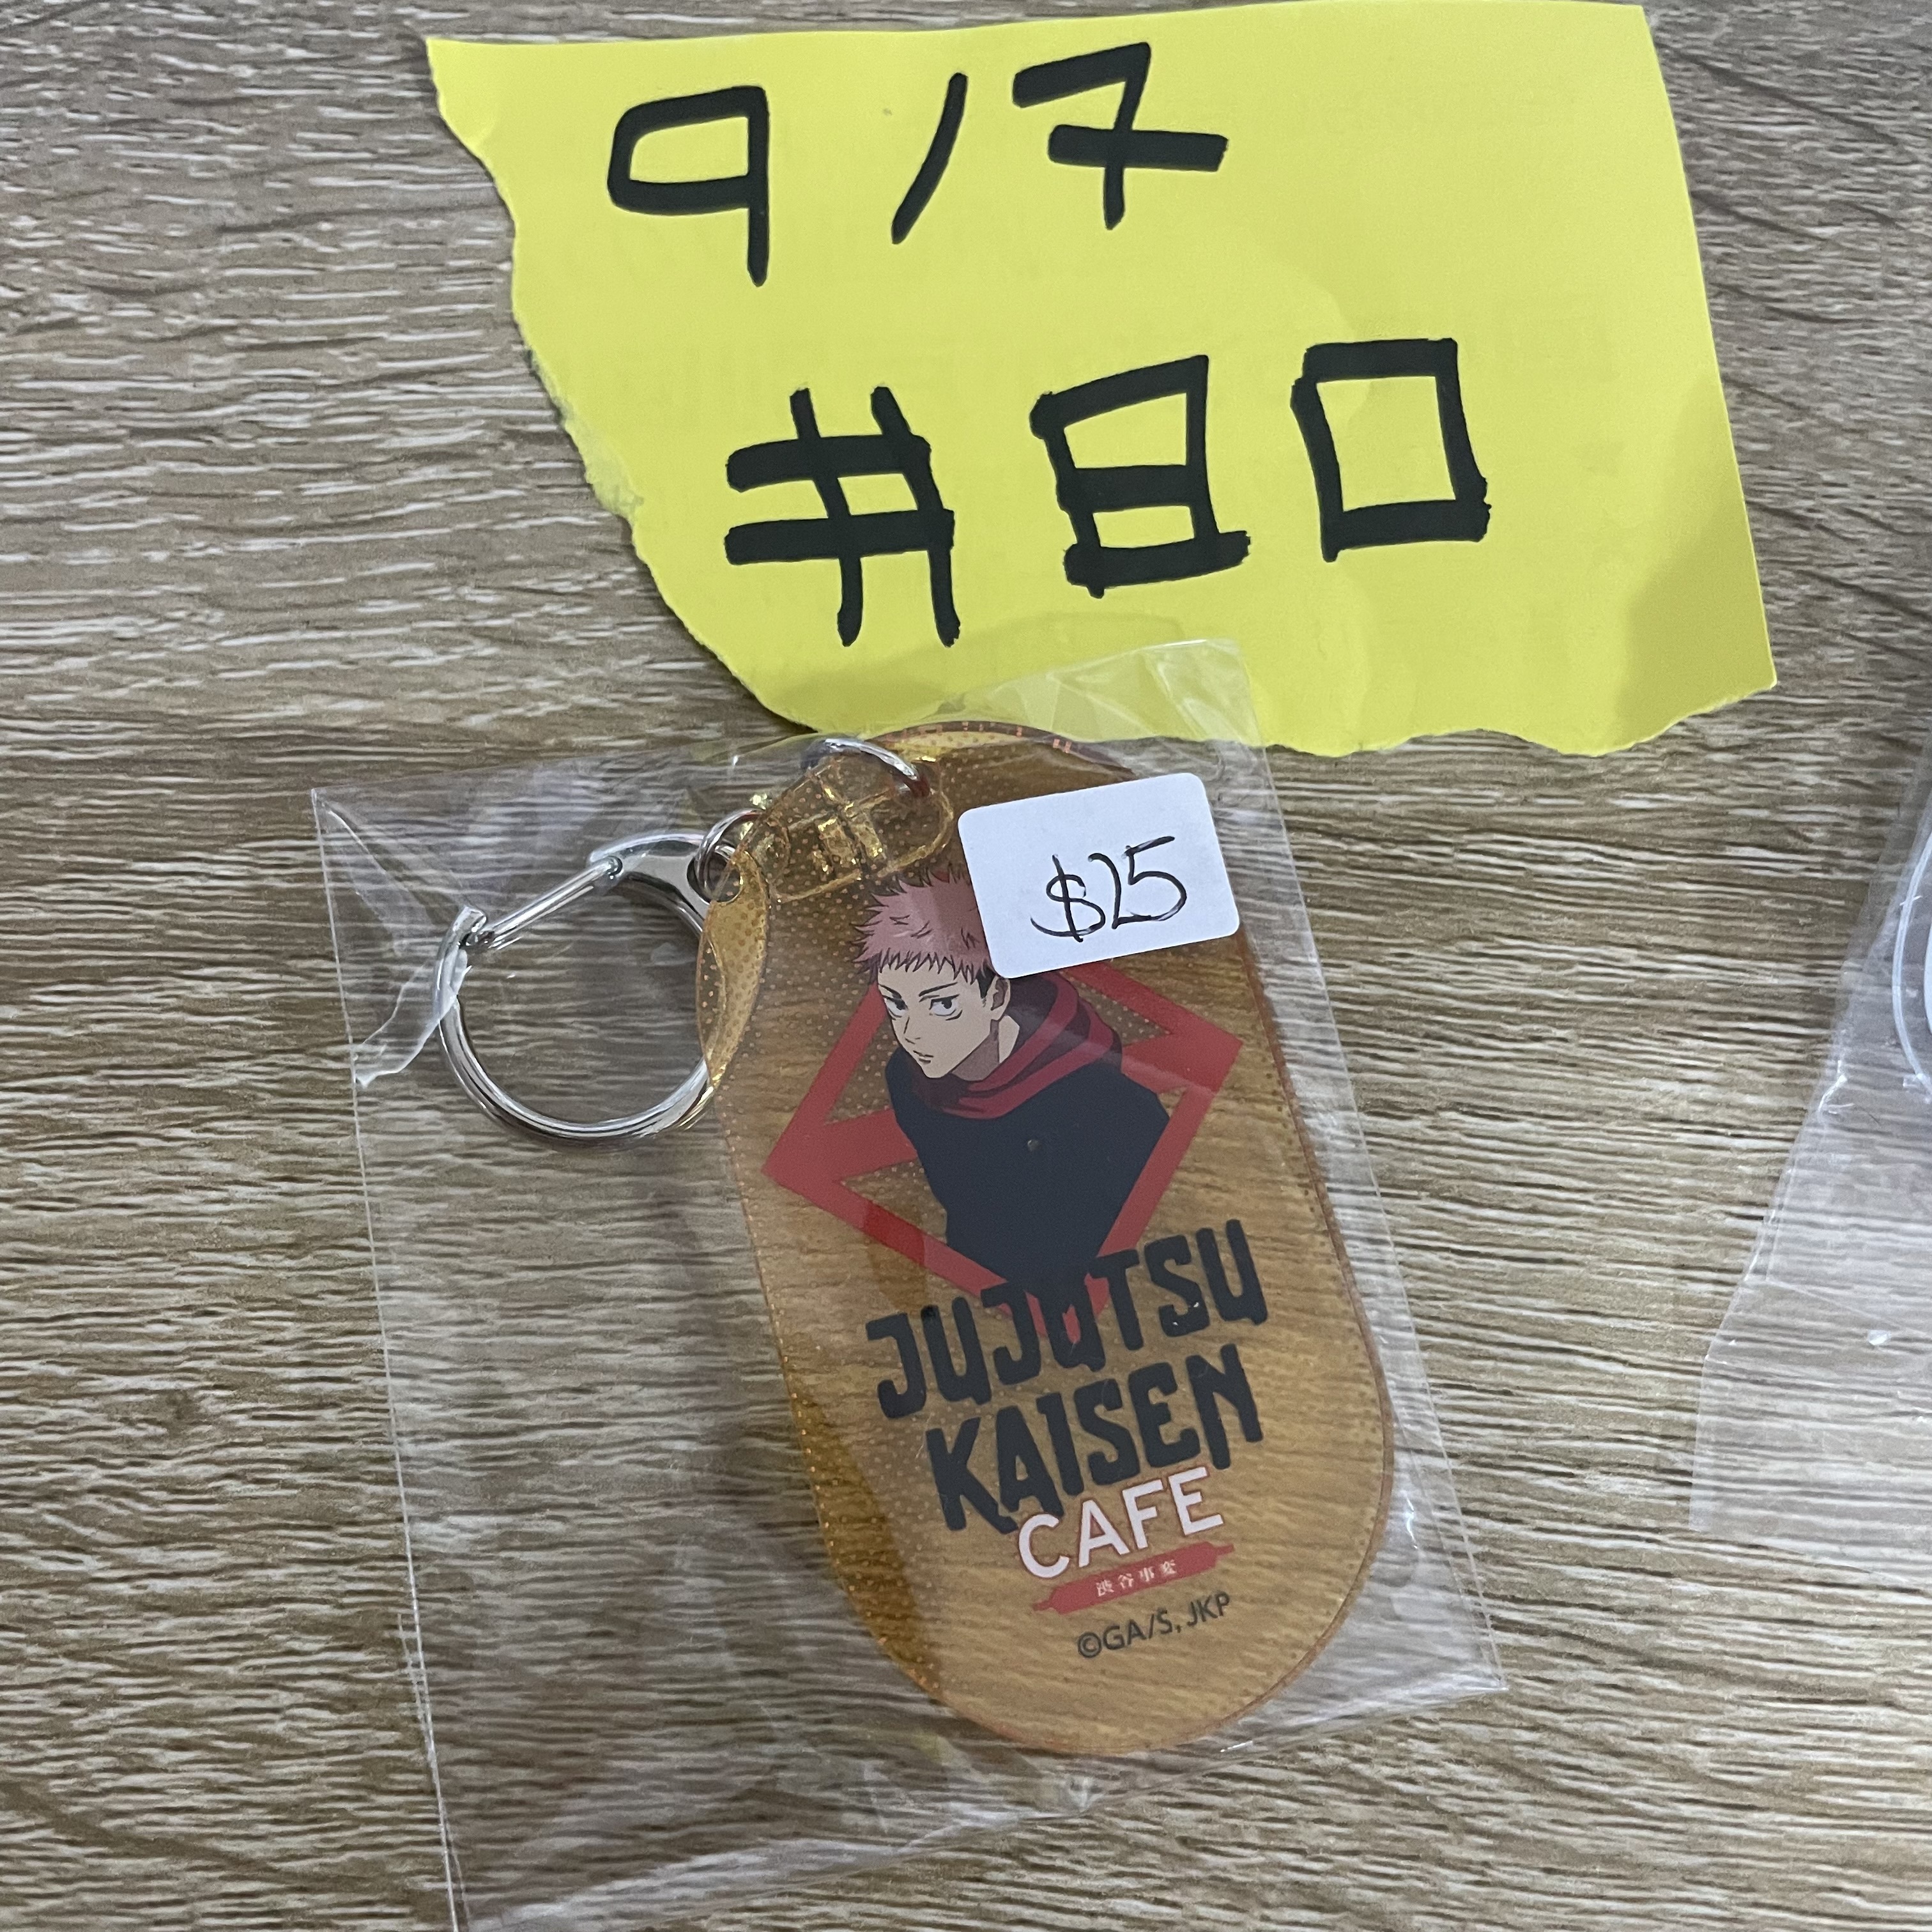 9/7
#80
$25
JUJUTSU
KAISEN
CAFE
渋谷事変
©GA/S, JKP